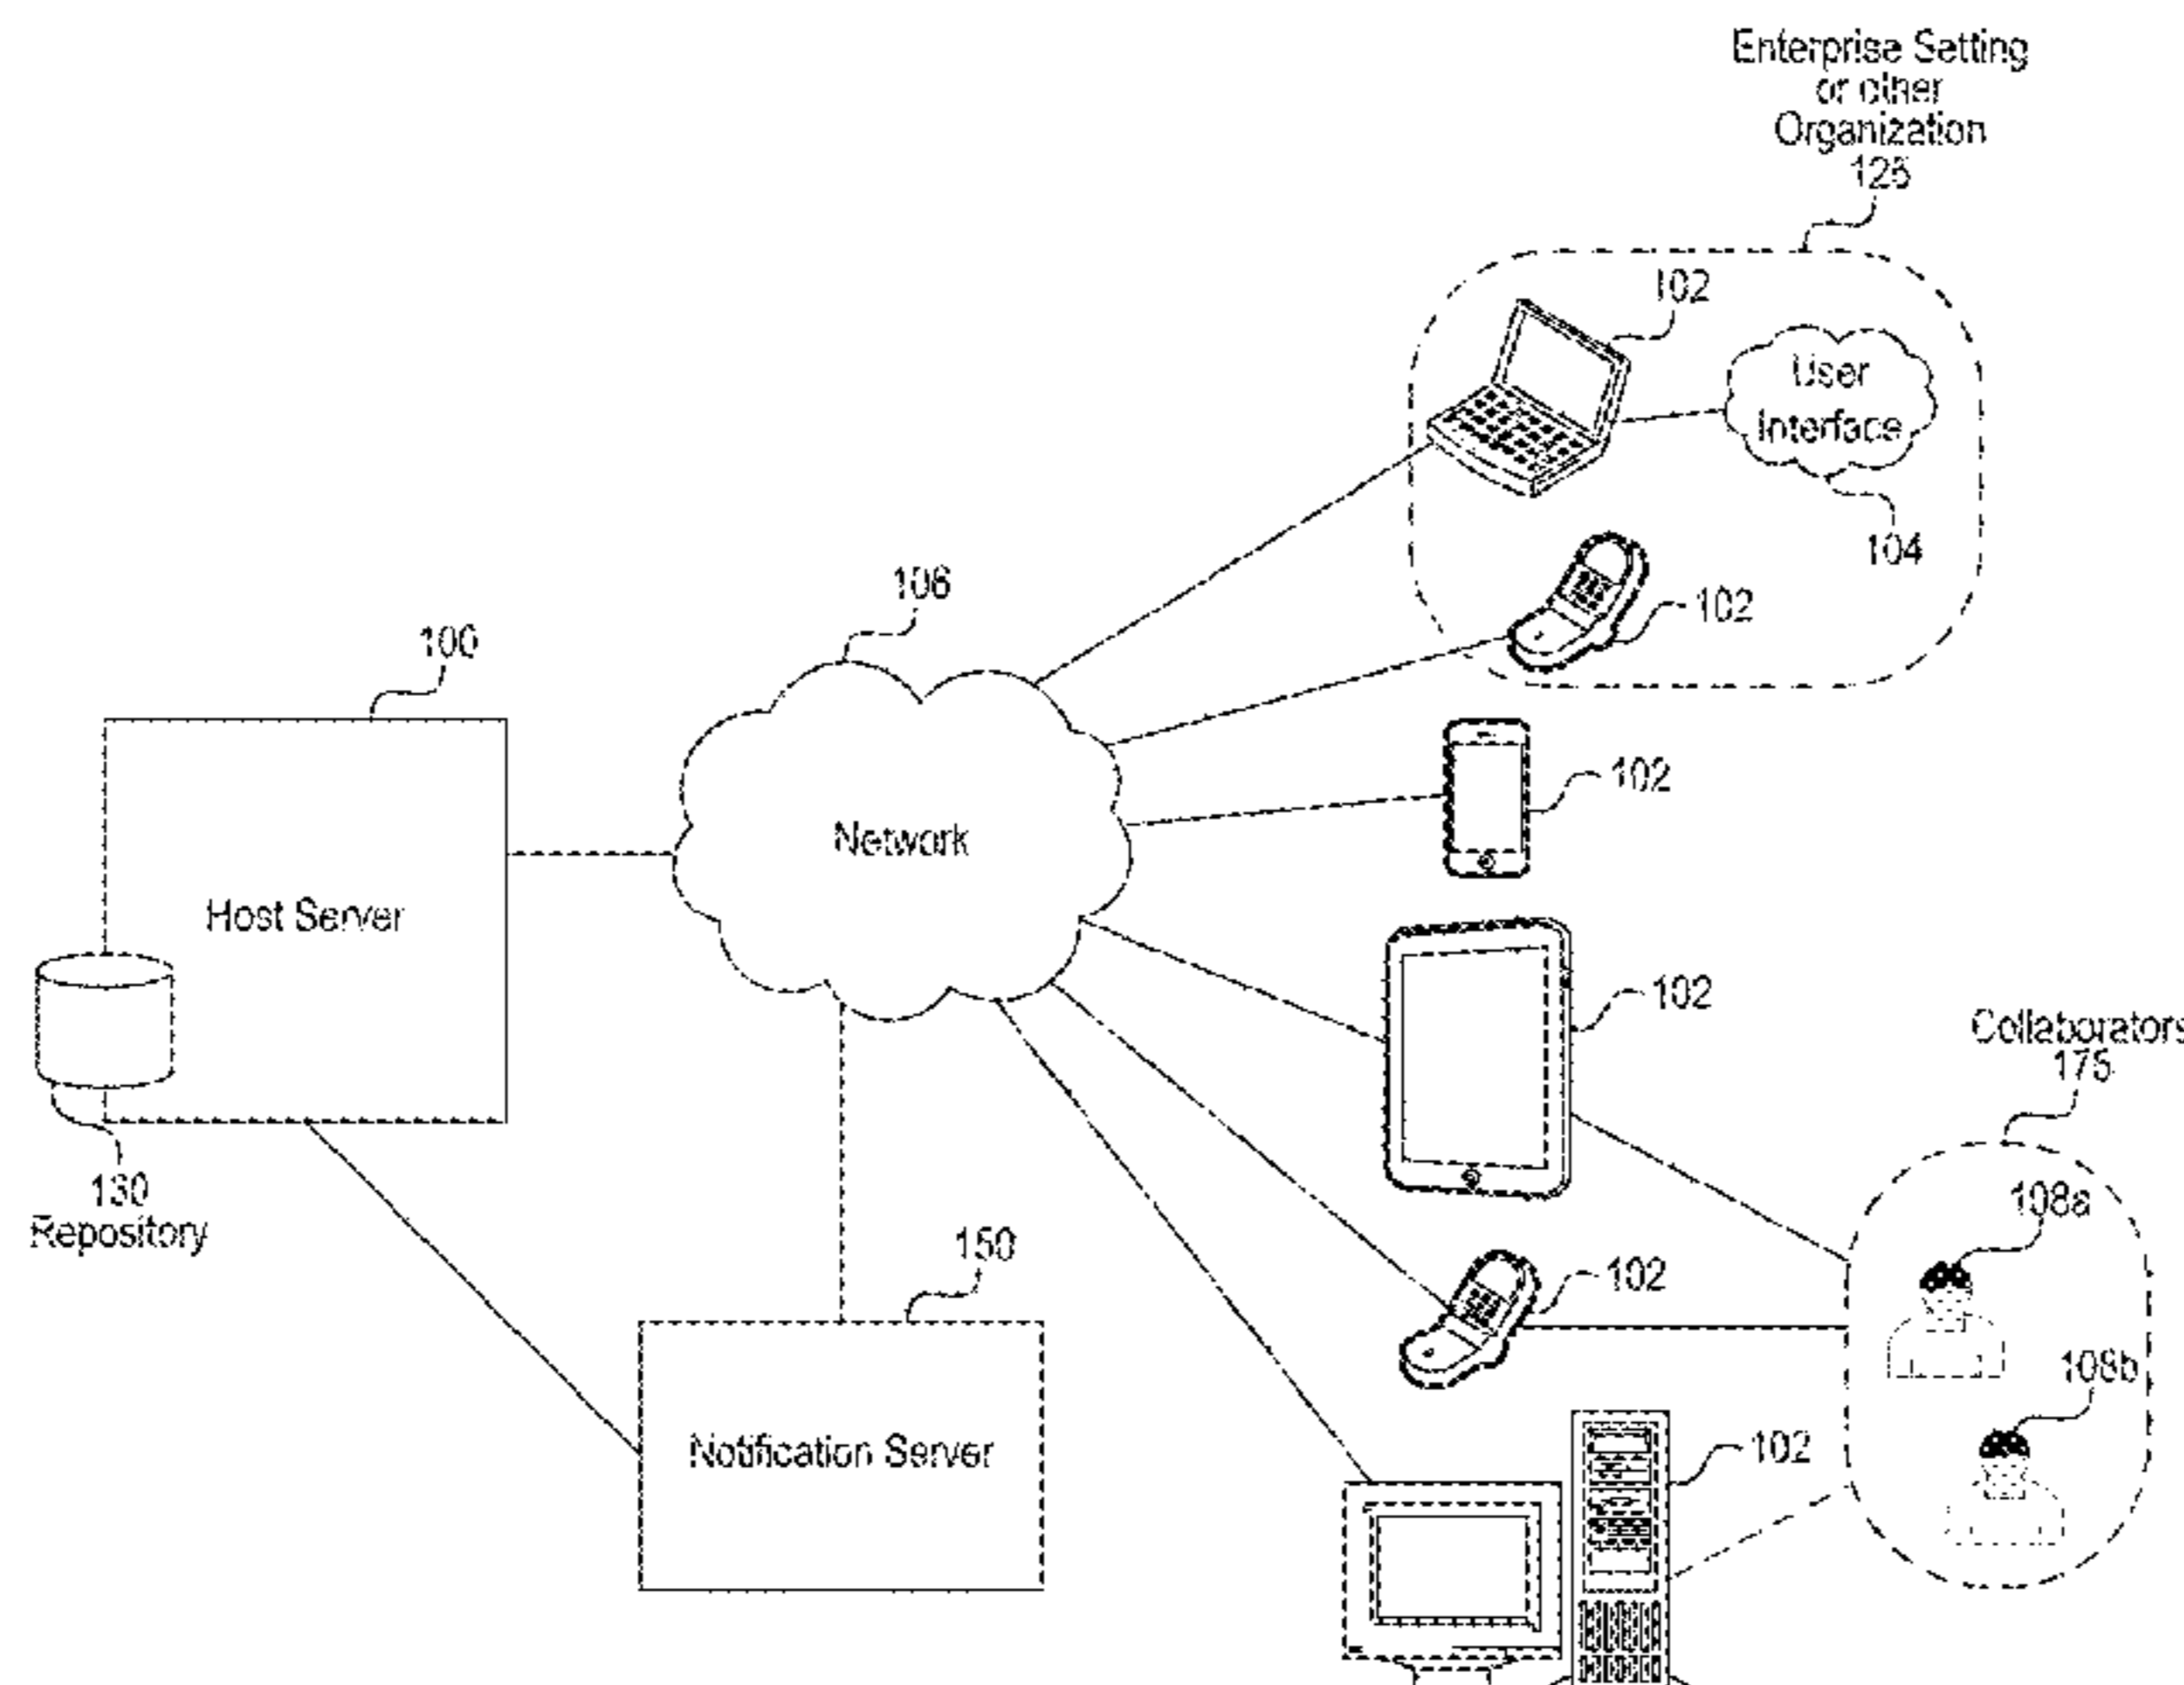 Enterprise Setting
or other
Organization
125
102
User
Interface
104
102
106
100
102
Network
Host Server
102
Collaborators
175
130
Repository
108a
150
102
108b
Notification Server
102